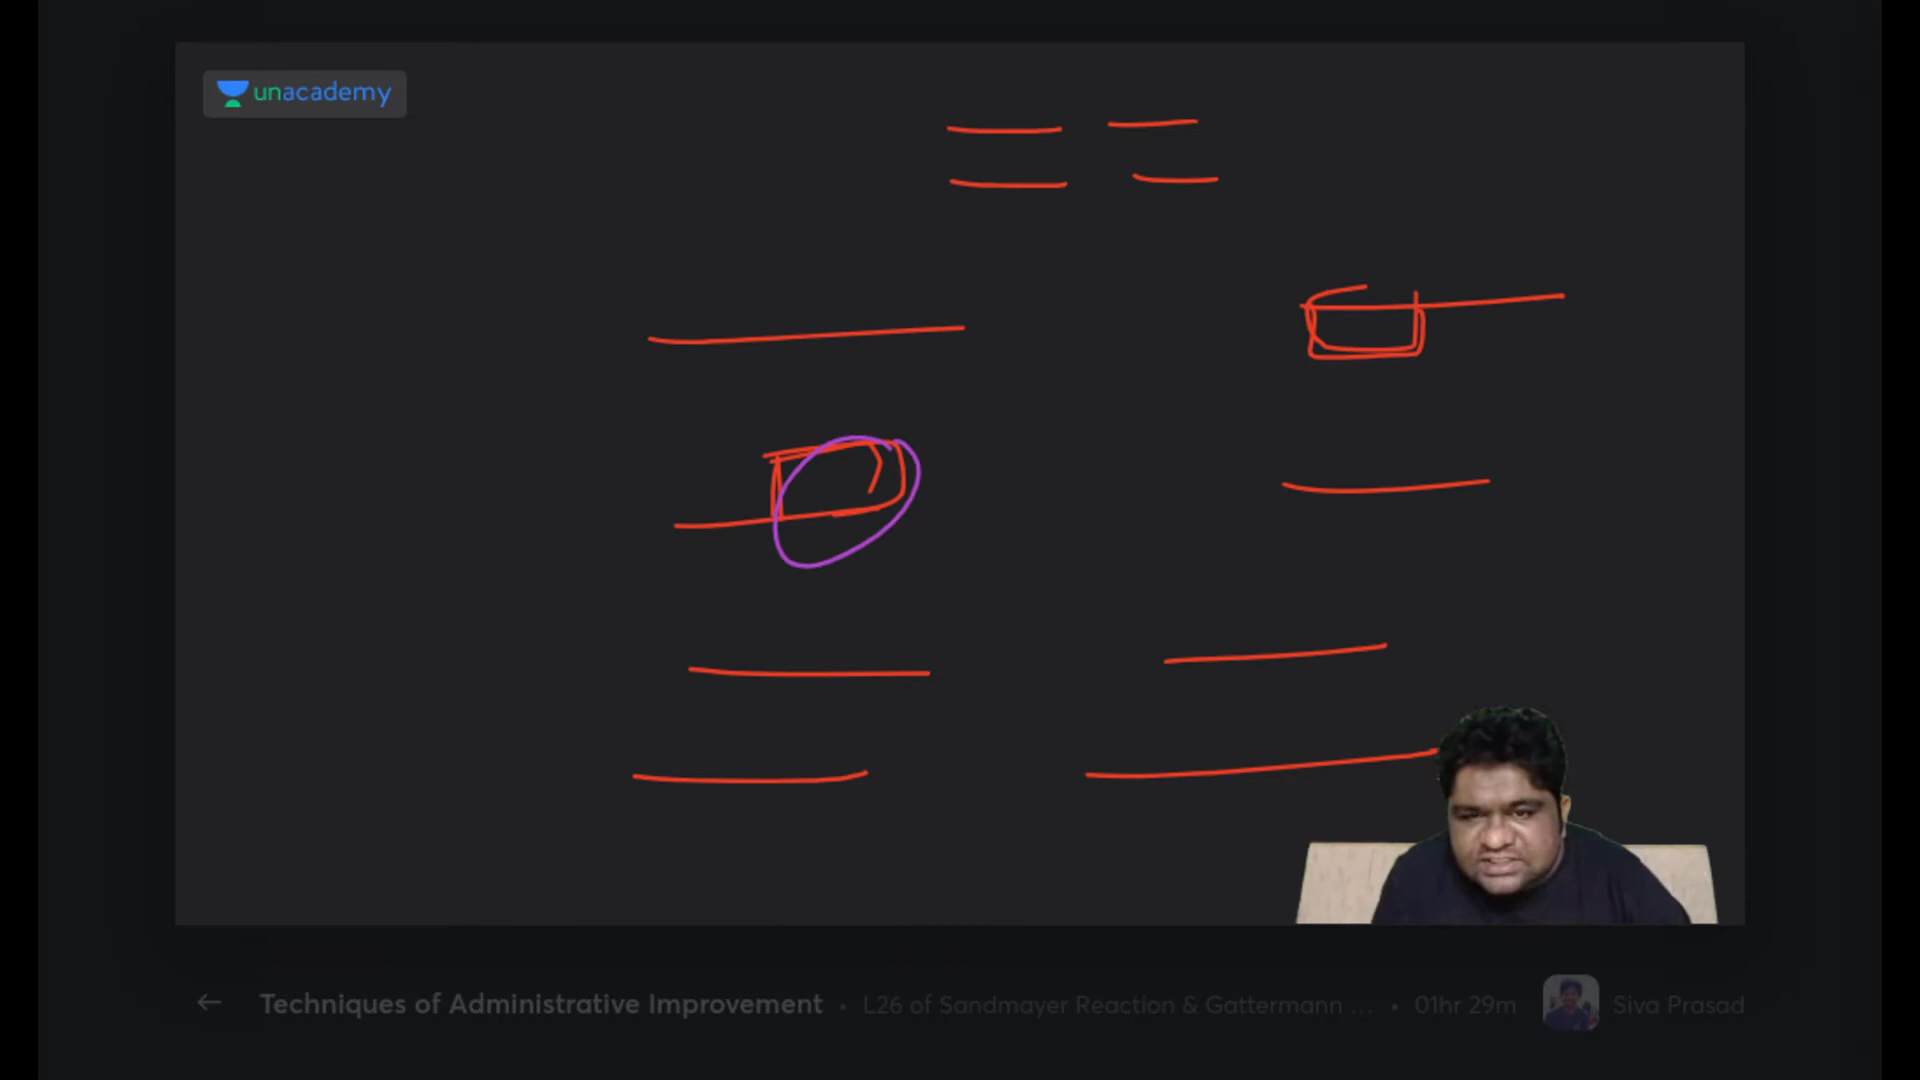 unacademy
Techniques of Administrative Improvement • L26 of Sandmayer Reaction & Gattermann ... • 01hr 29m Siva Prasad